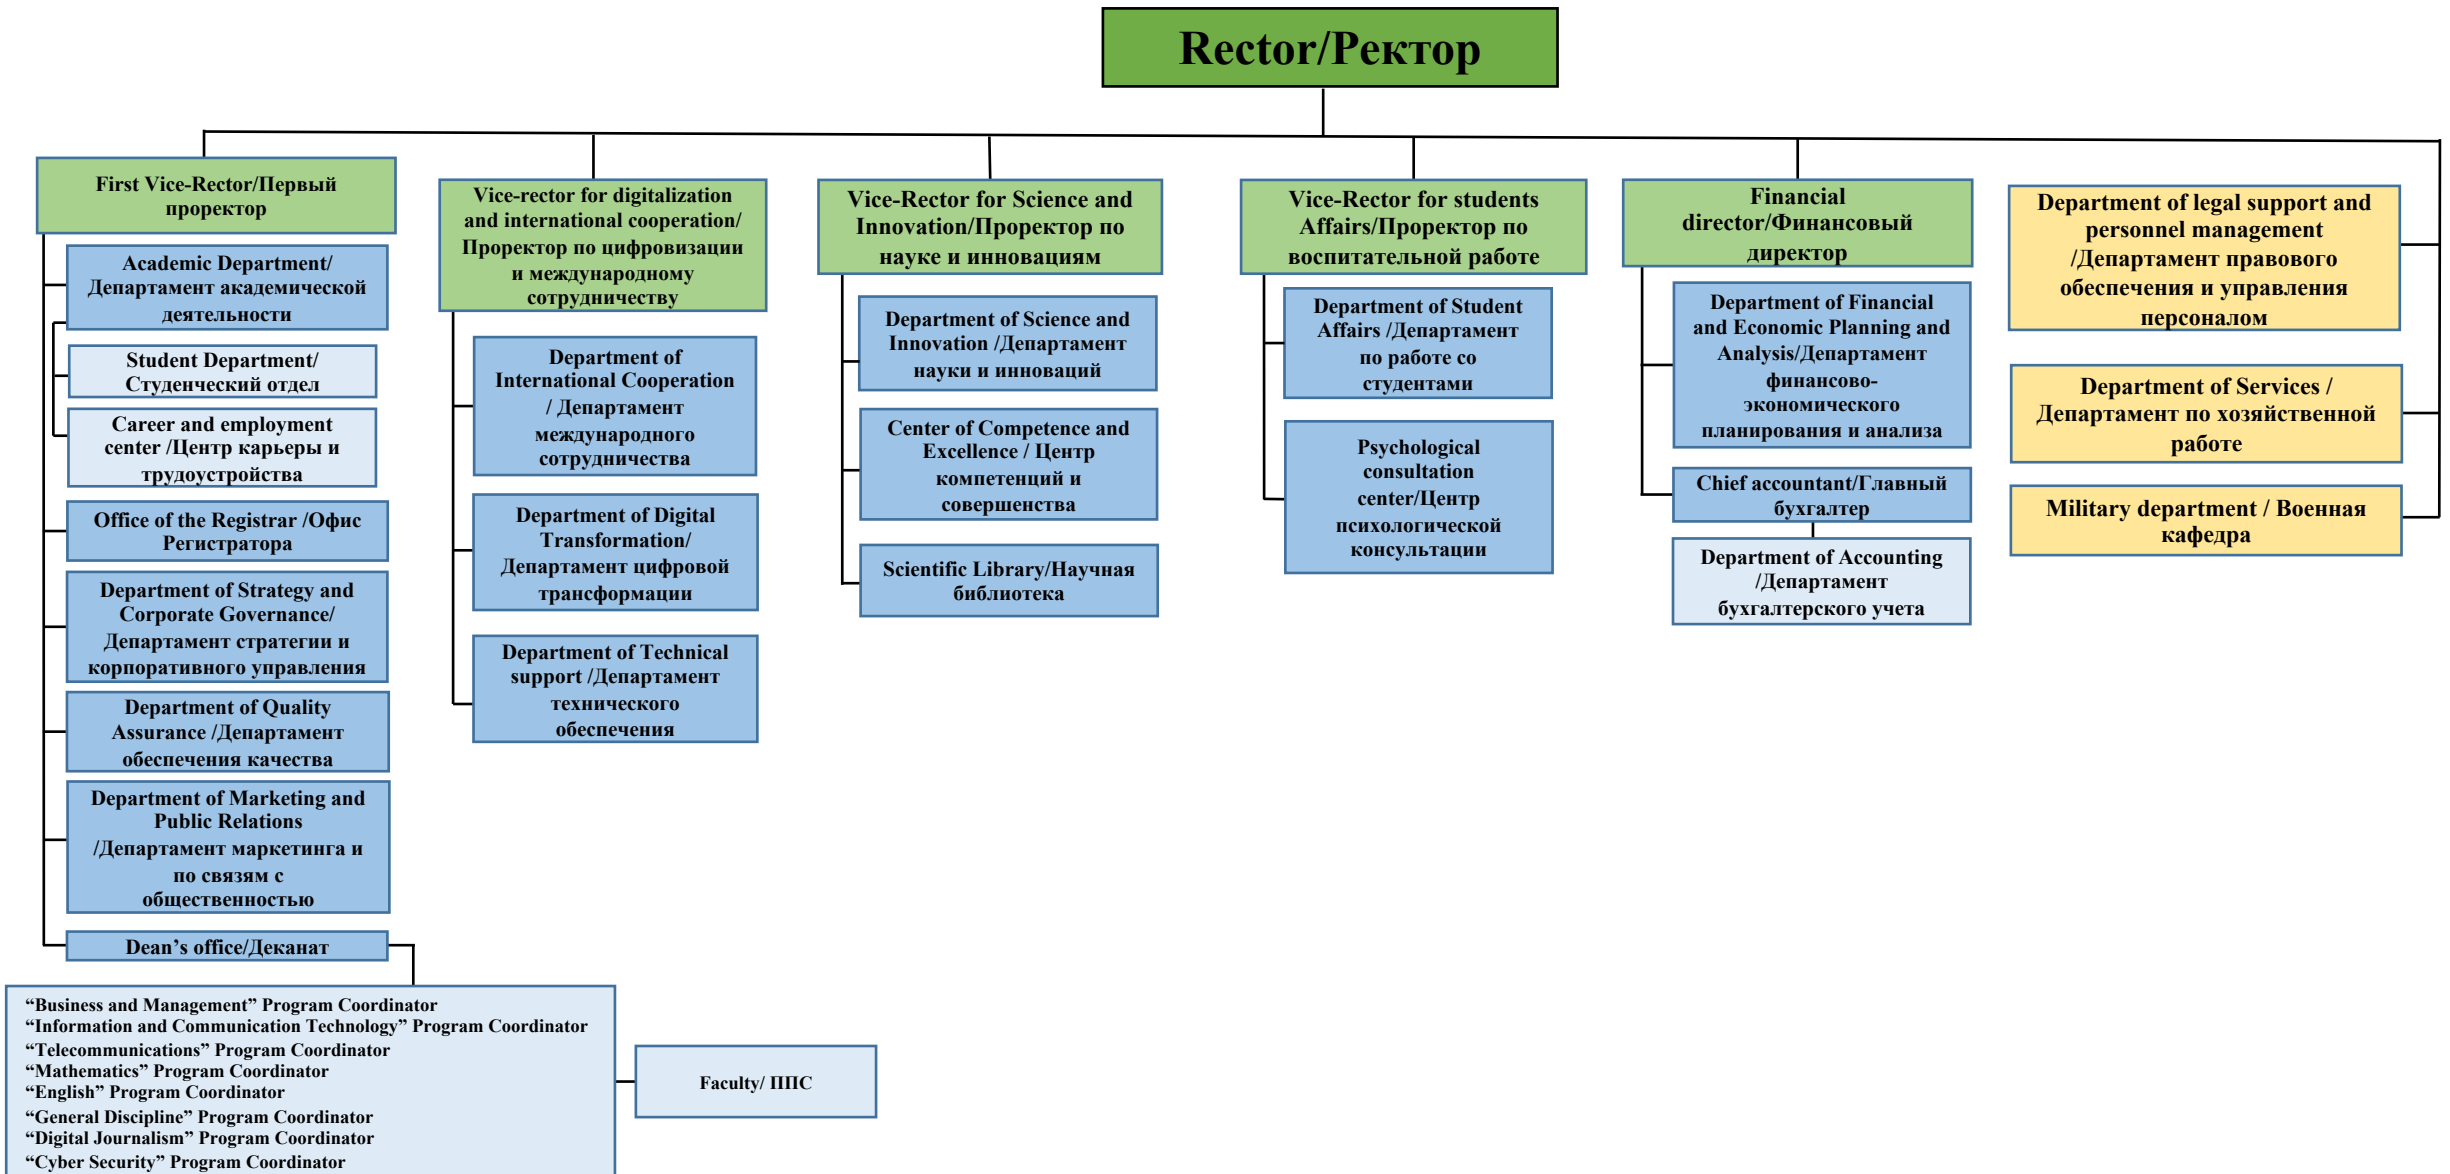 Rector/Ректор
First Vice-Rector/Первый
проректор
Academic Department/
Департамент академической
деятельности
Student Department/
Студенческий отдел
Career and employment
center /Центр карьеры и
трудоустройства
Office of the Registrar /Офис
Регистратора
Department of Strategy and
Corporate Governance/
Департамент стратегии и
корпоративного управления
Department of Quality
Assurance /Департамент
обеспечения качества
Department of Marketing and
Public Relations
/Департамент маркетинга и
по связям с
общественностью
Dean’s office/Деканат
“Business and Management” Program Coordinator
“Information and Communication Technology” Program Coordinator
“Telecommunications” Program Coordinator
“Mathematics” Program Coordinator
“English” Program Coordinator
“General Discipline” Program Coordinator
“Digital Journalism” Program Coordinator
“Cyber Security” Program Coordinator
Faculty/ ППС
Vice-rector for digitalization
and international cooperation/
Проректор по цифровизации
и международному
сотрудничеству
Department of
International Cooperation
/ Департамент
международного
сотрудничества
Department of Digital
Transformation/
Департамент цифровой
трансформации
Department of Technical
support /Департамент
технического
обеспечения
Vice-Rector for Science and
Innovation/Проректор по
науке и инновациям
Department of Science and
Innovation /Департамент
науки и инноваций
Center of Competence and
Excellence / Центр
компетенций и
совершенства
Scientific Library/Научная
библиотека
Vice-Rector for students
Affairs/Проректор по
воспитательной работе
Department of Student
Affairs /Департамент
по работе со
студентами
Psychological
consultation
center/Центр
психологической
консультации
Financial
director/Финансовый
директор
Department of Financial
and Economic Planning and
Analysis/Департамент
финансово-
экономического
планирования и анализа
Chief accountant/Главный
бухгалтер
Department of Accounting
/Департамент
бухгалтерского учета
Department of legal support and
personnel management
/Департамент правового
обеспечения и управления
персоналом
Department of Services /
Департамент по хозяйственной
работе
Military department / Военная
кафедра